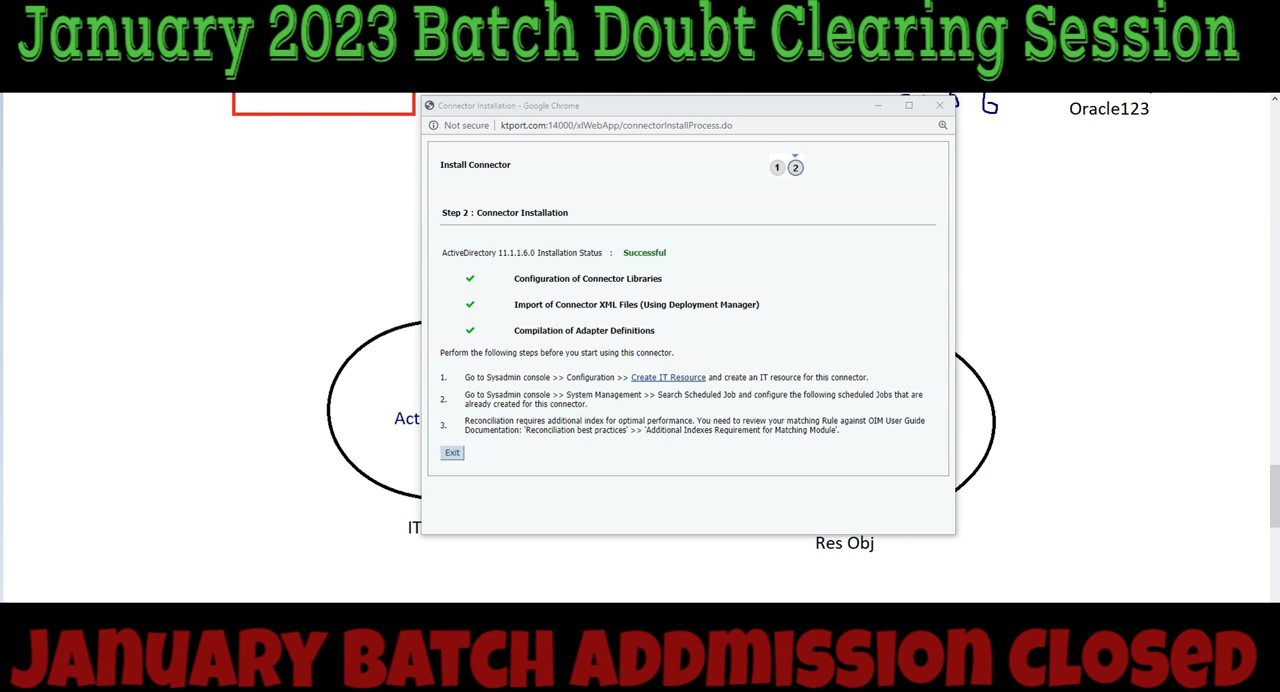 January 2023 Batch Doubt Clearing Session
Oracle123
Connector Installation - Google Chrome
Not secure | ktport.com:14000/xlWebApp/connectorInstallProcess.do
Install Connector
1 2
Step 2 : Connector Installation
ActiveDirectory 11.1.1.6.0 Installation Status : Successful
Configuration of Connector Libraries
Import of Connector XML Files (Using Deployment Manager)
Compilation of Adapter Definitions
Perform the following steps before you start using this connector.
1. Go to Sysadmin console >> Configuration >> Create IT Resource and create an IT resource for this connector.
2. Go to Sysadmin console >> System Management >> Search Scheduled Job and configure the following scheduled Jobs that are
already created for this connector.
3. Reconciliation requires additional index for optimal performance. You need to review your matching Rule against OIM User Guide
Documentation: 'Reconciliation best practices' >> 'Additional Indexes Requirement for Matching Module'.
Act
Exit
IT
Res Obj
JANUARY BATCH ADDMISSION CLOSED